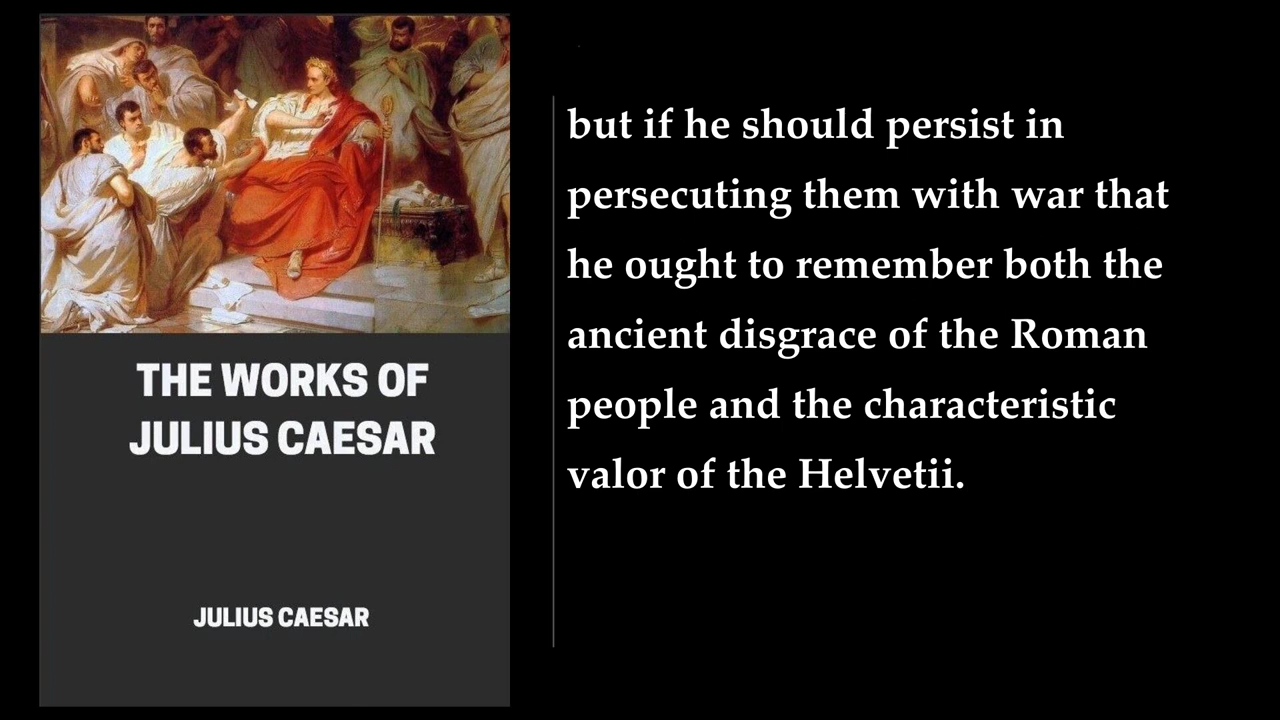 THE WORKS OF
JULIUS CAESAR
JULIUS CAESAR
but if he should persist in
persecuting them with war that
he ought to remember both the
ancient disgrace of the Roman
people and the characteristic
valor of the Helvetii.